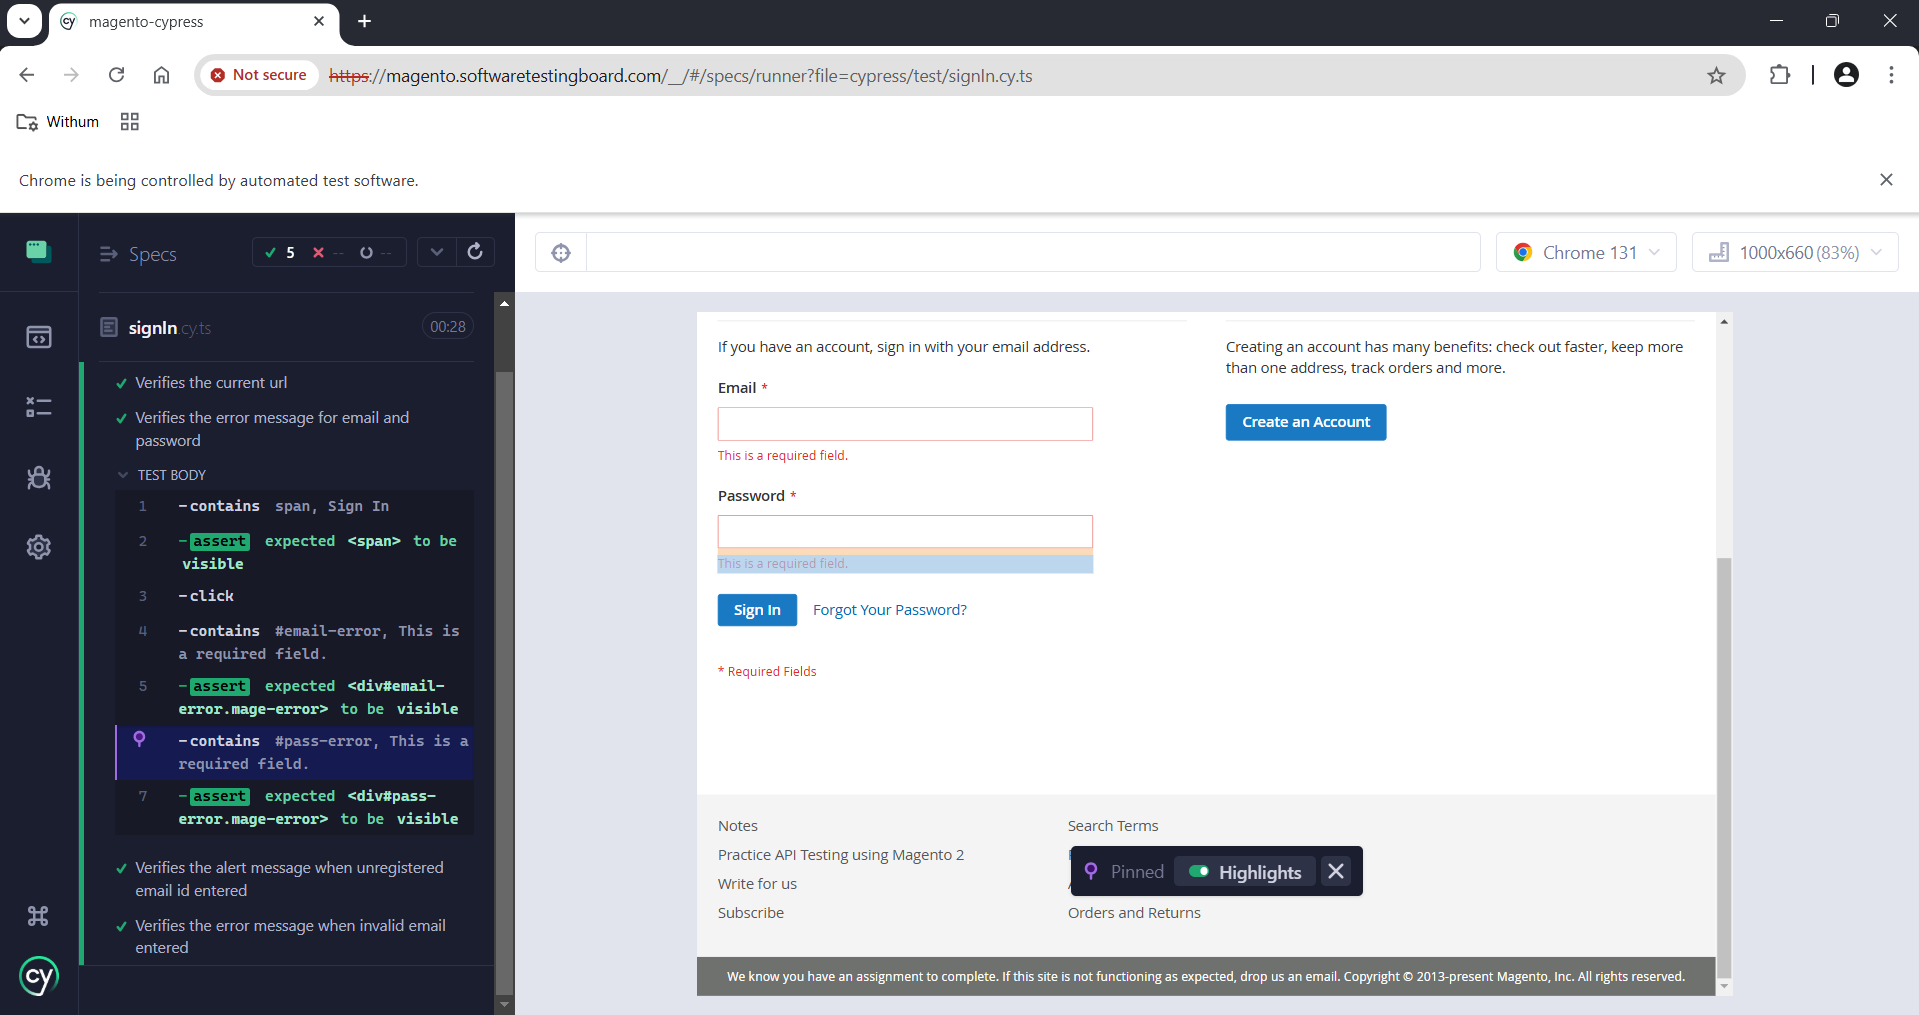 magento-cypress
Not secure
https://magento.softwaretestingboard.com/__/#/specs/runner?file=cypress/test/signIn.cy.ts
Withum
Chrome is being controlled by automated test software.
Specs
5
--
--
signIn cy.ts
00:28
Verifies the current url
Verifies the error message for email and
password
TEST BODY
1 -contains span, Sign In
2 -assert expected <span> to be
visible
3 -click
4 -contains #email-error, This is
a required field.
5 -assert expected <div#email-
error.mage-error> to be visible
-contains #pass-error, This is a
required field.
7 -assert expected <div#pass-
error.mage-error> to be visible
Verifies the alert message when unregistered
email id entered
Verifies the error message when invalid email
entered
cy
Chrome 131
1000x660 (83%)
If you have an account, sign in with your email address.
Email *
This is a required field.
Password *
This is a required field.
Sign In
Forgot Your Password?
* Required Fields
Creating an account has many benefits: check out faster, keep more
than one address, track orders and more.
Create an Account
Notes
Practice API Testing using Magento 2
Write for us
Subscribe
Search Terms
Orders and Returns
Pinned
Highlights
We know you have an assignment to complete. If this site is not functioning as expected, drop us an email. Copyright © 2013-present Magento, Inc. All rights reserved.